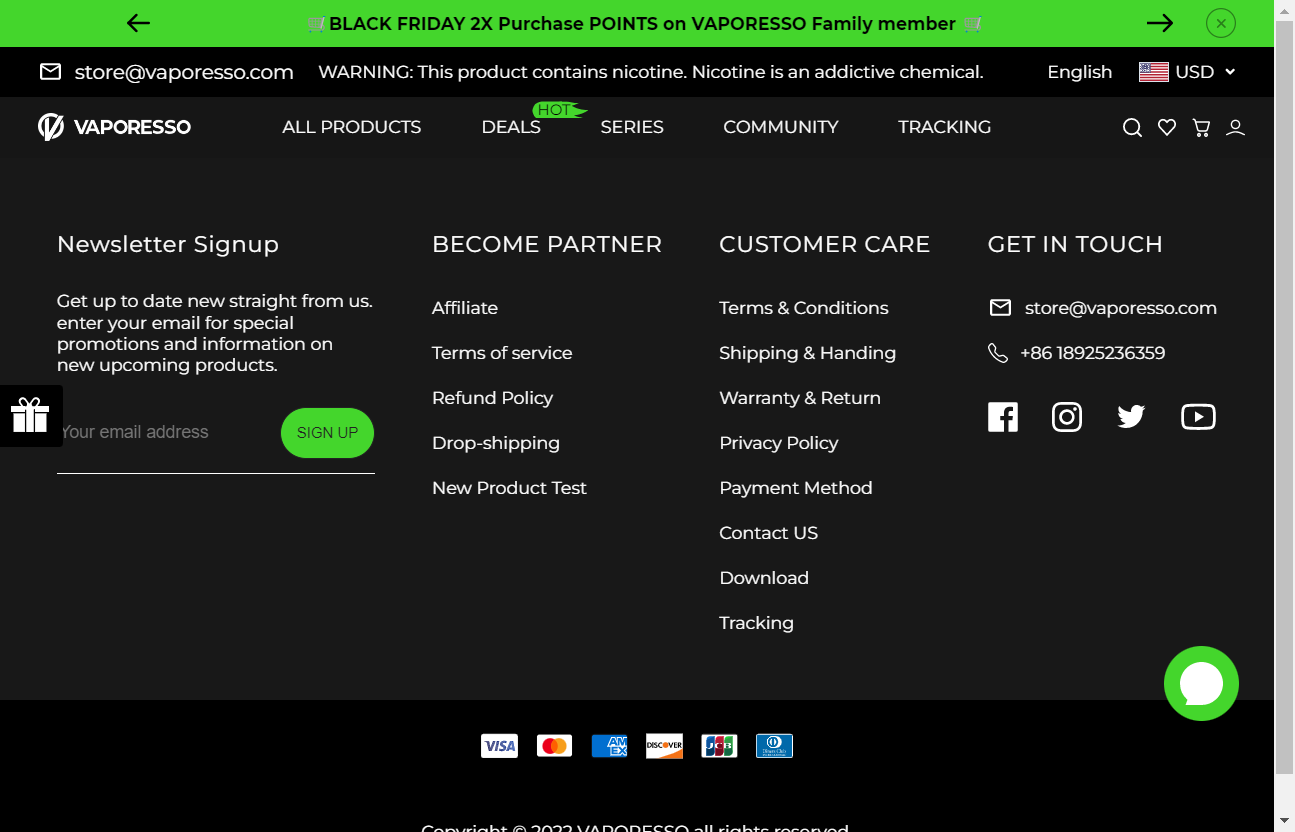 BLACK FRIDAY 2X Purchase POINTS on VAPORESSO Family member
store@vaporesso.com WARNING: This product contains nicotine. Nicotine is an addictive chemical. English USD
HOT
VAPORESSO ALL PRODUCTS DEALS SERIES COMMUNITY TRACKING
Newsletter Signup
Get up to date new straight from us.
enter your email for special
promotions and information on
new upcoming products.
Your email address SIGN UP
BECOME PARTNER
Affiliate
Terms of service
Refund Policy
Drop-shipping
New Product Test
CUSTOMER CARE
Terms & Conditions
Shipping & Handing
Warranty & Return
Privacy Policy
Payment Method
Contact US
Download
Tracking
GET IN TOUCH
store@vaporesso.com
+86 18925236359
VISA AMEX DISCOVER JCB Diners Club
Copyright © 2022 VAPORESSO all rights reserved